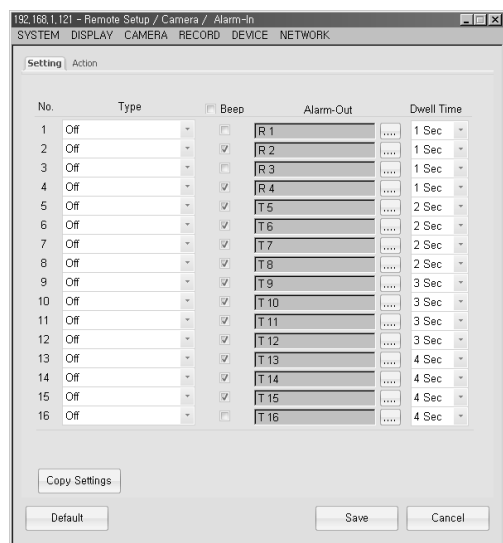 192,168,1,121 - Remote Setup / Camera / Alarm-In
SYSTEM DISPLAY CAMERA RECORD DEVICE NETWORK
Setting Action
No. Type Beep Alarm-Out Dwell Time
1 Off R 1 .... 1 Sec
2 Off R 2 .... 1 Sec
3 Off R 3 .... 1 Sec
4 Off R 4 .... 1 Sec
5 Off T 5 .... 2 Sec
6 Off T 6 .... 2 Sec
7 Off T 7 .... 2 Sec
8 Off T 8 .... 2 Sec
9 Off T 9 .... 3 Sec
10 Off T 10 .... 3 Sec
11 Off T 11 .... 3 Sec
12 Off T 12 .... 3 Sec
13 Off T 13 .... 4 Sec
14 Off T 14 .... 4 Sec
15 Off T 15 .... 4 Sec
16 Off T 16 .... 4 Sec
Copy Settings
Default Save Cancel